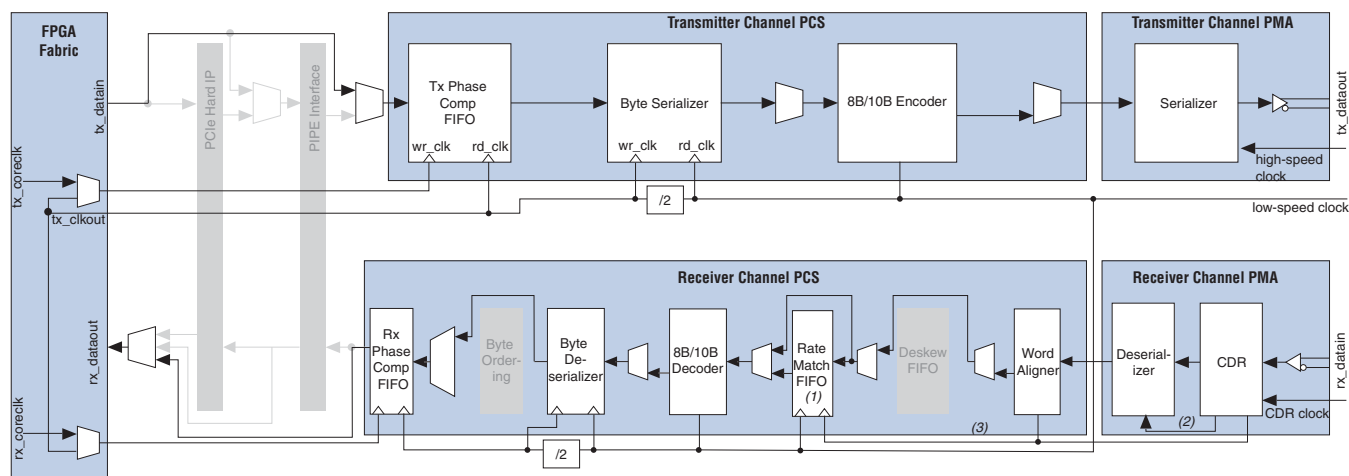 FPGA
Fabric
Transmitter Channel PCS
Transmitter Channel PMA
tx_datain
PCIe Hard IP
PIPE Interface
Tx Phase
Comp
FIFO
wr_clk
rd_clk
Byte Serializer
wr_clk
rd_clk
8B/10B Encoder
Serializer
tx_dataout
high-speed
clock
tx_coreclk
tx_clkout
/2
low-speed clock
Receiver Channel PCS
Receiver Channel PMA
rx_dataout
Rx
Phase
Comp
FIFO
Byte
Order-
ing
Byte
De-
serializer
8B/10B
Decoder
Rate
Match
FIFO
(1)
Deskew
FIFO
Word
Aligner
Deserial-
izer
CDR
rx_datain
CDR clock
(2)
(3)
rx_coreclk
/2